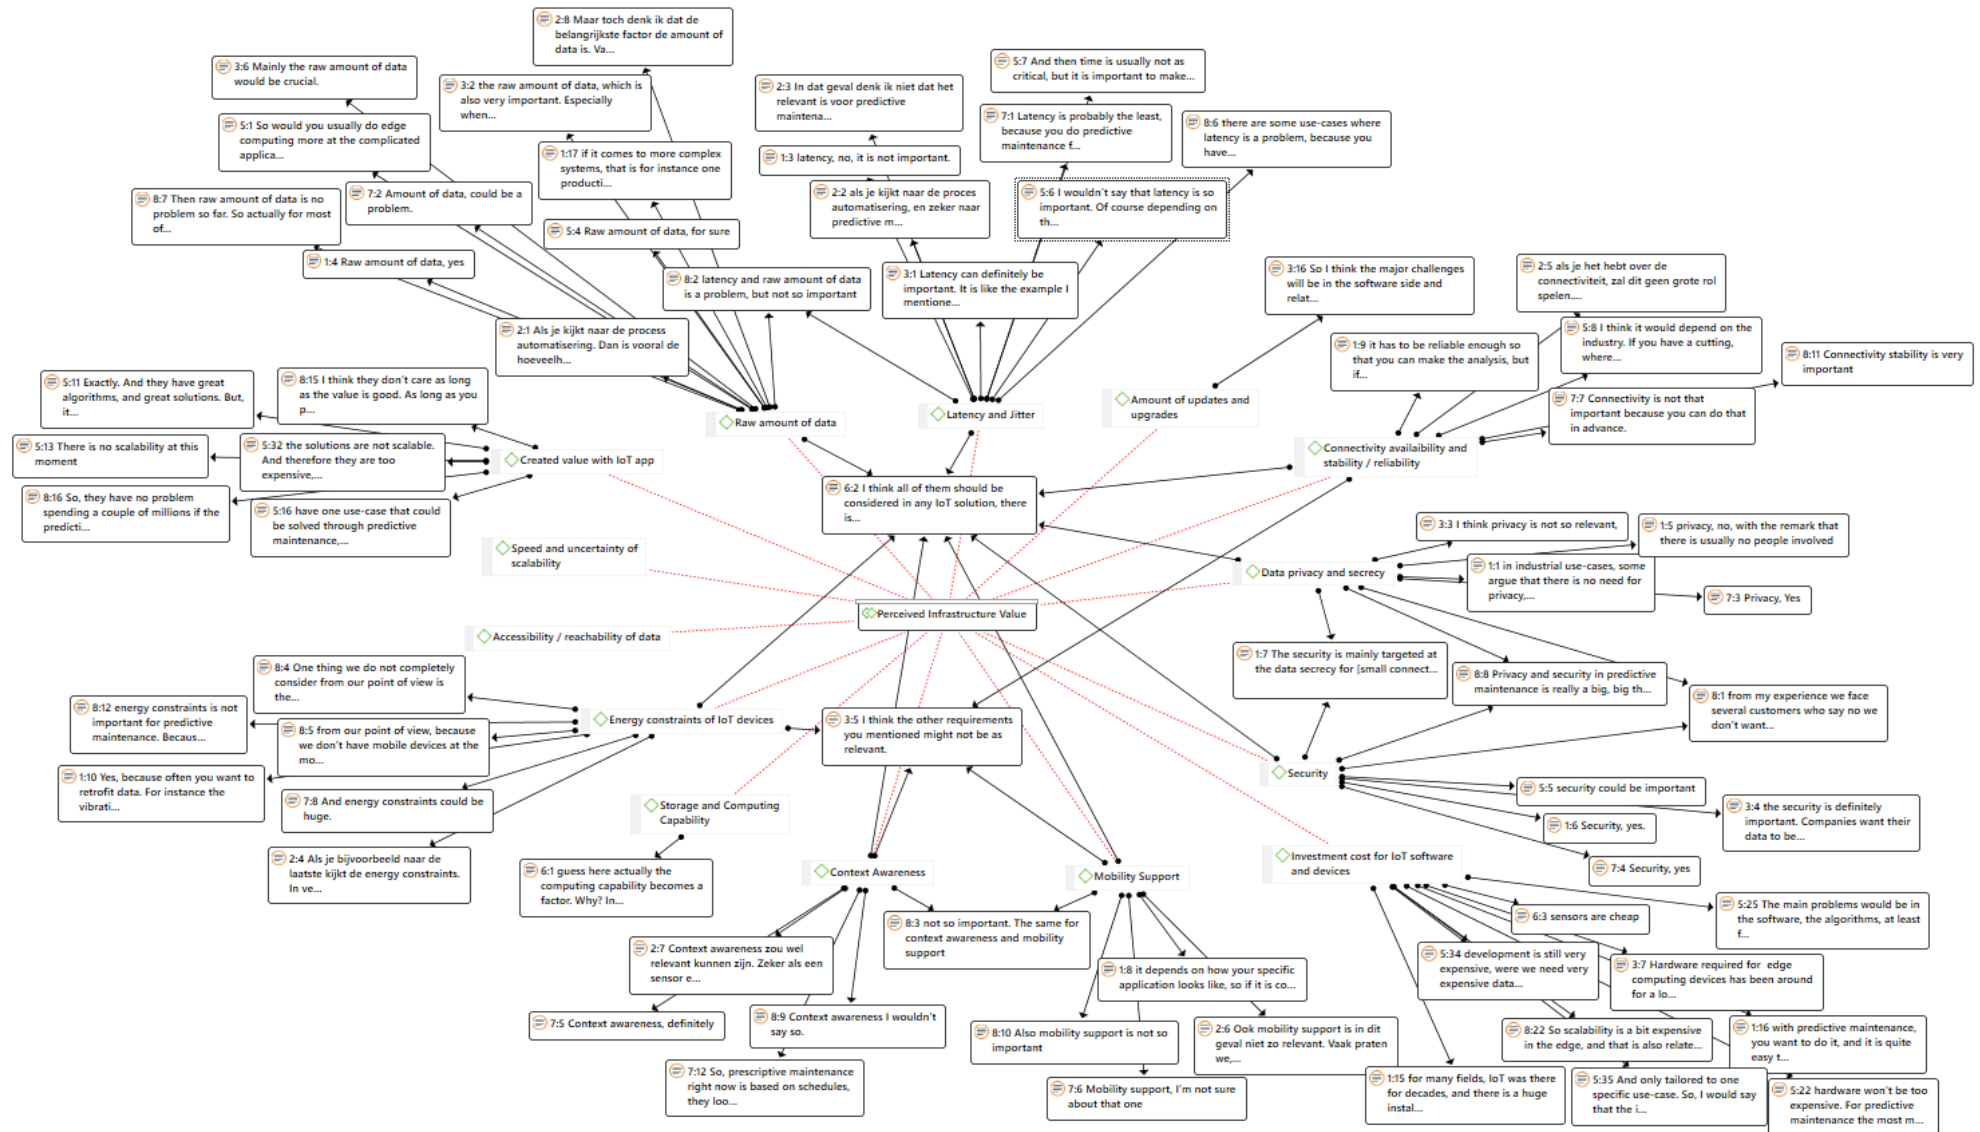 2:8 Maar toch denk ik dat de
belangrijkste factor de amount of
data is. Va...
3:6 Mainly the raw amount of data
would be crucial.
3:2 the raw amount of data, which is
also very important. Especially
when...
2:3 In dat geval denk ik niet dat het
relevant is voor predictive
maintena...
5:7 And then time is usually not as
critical, but it is important to make...
7:1 Latency is probably the least,
because you do predictive
maintenance f...
8:6 there are some use-cases where
latency is a problem, because you
have...
5:1 So would you usually do edge
computing more at the complicated
applica...
1:17 if it comes to more complex
systems, that is for instance one
producti...
1:3 latency, no, it is not important.
8:7 Then raw amount of data is no
problem so far. So actually for most
of...
7:2 Amount of data, could be a
problem.
2:2 als je kijkt naar de proces
automatisering, en zeker naar
predictive m...
5:6 I wouldn't say that latency is so
important. Of course depending on
th...
5:4 Raw amount of data, for sure
1:4 Raw amount of data, yes
8:2 latency and raw amount of data
is a problem, but not so important
3:1 Latency can definitely be
important. It is like the example I
mentione...
3:16 So I think the major challenges
will be in the software side and
relat...
2:5 als je het hebt over de
connectiviteit, zal dit geen grote rol
spelen....
2:1 Als je kijkt naar de process
automatisering. Dan is vooral de
hoeveelh...
1:9 it has to be reliable enough so
that you can make the analysis, but
if...
5:8 I think it would depend on the
industry. If you have a cutting,
where...
8:11 Connectivity stability is very
important
5:11 Exactly. And they have great
algorithms, and great solutions. But,
it...
8:15 I think they don't care as long
as the value is good. As long as you
p...
Raw amount of data
Latency and Jitter
Amount of updates and
upgrades
7:7 Connectivity is not that
important because you can do that
in advance.
5:13 There is no scalability at this
moment
5:32 the solutions are not scalable.
And therefore they are too
expensive,...
Created value with IoT app
Connectivity availaibility and
stability / reliability
8:16 So, they have no problem
spending a couple of millions if the
predicti...
5:16 have one use-case that could
be solved through predictive
maintenance,...
6:2 I think all of them should be
considered in any IoT solution, there
is...
3:3 I think privacy is not so relevant,
1:5 privacy, no, with the remark that
there is usually no people involved
Speed and uncertainty of
scalability
Data privacy and secrecy
1:1 in industrial use-cases, some
argue that there is no need for
privacy,...
7:3 Privacy, Yes
Perceived Infrastructure Value
Accessibility / reachability of data
8:4 One thing we do not completely
consider from our point of view is
the...
1:7 The security is mainly targeted at
the data secrecy for [small connect...
8:8 Privacy and security in predictive
maintenance is really a big, big th...
8:1 from my experience we face
several customers who say no we
don't want...
8:12 energy constraints is not
important for predictive
maintenance. Becaus...
8:5 from our point of view, because
we don't have mobile devices at the
mo...
Energy constraints of IoT devices
3:5 I think the other requirements
you mentioned might not be as
relevant.
1:10 Yes, because often you want to
retrofit data. For instance the
vibrati...
7:8 And energy constraints could be
huge.
Storage and Computing
Capability
Security
5:5 security could be important
3:4 the security is definitely
important. Companies want their
data to be...
1:6 Security, yes.
2:4 Als je bijvoorbeeld naar de
laatste kijkt de energy constraints.
In ve...
6:1 guess here actually the
computing capability becomes a
factor. Why? In...
Context Awareness
Mobility Support
Investment cost for IoT software
and devices
7:4 Security, yes
8:3 not so important. The same for
context awareness and mobility
support
6:3 sensors are cheap
5:25 The main problems would be in
the software, the algorithms, at least
f...
2:7 Context awareness zou wel
relevant kunnen zijn. Zeker als een
sensor e...
1:8 it depends on how your specific
application looks like, so if it is co...
5:34 development is still very
expensive, were we need very
expensive data...
3:7 Hardware required for edge
computing devices has been around
for a lo...
7:5 Context awareness, definitely
8:9 Context awareness I wouldn't
say so.
8:10 Also mobility support is not so
important
2:6 Ook mobility support is in dit
geval niet zo relevant. Vaak praten
we,...
8:22 So scalability is a bit expensive
in the edge, and that is also relate...
1:16 with predictive maintenance,
you want to do it, and it is quite
easy t...
7:12 So, prescriptive maintenance
right now is based on schedules,
they loo...
7:6 Mobility support, I'm not sure
about that one
1:15 for many fields, IoT was there
for decades, and there is a huge
instal...
5:35 And only tailored to one
specific use-case. So, I would say
that the i...
5:22 hardware won't be too
expensive. For predictive
maintenance the most m...